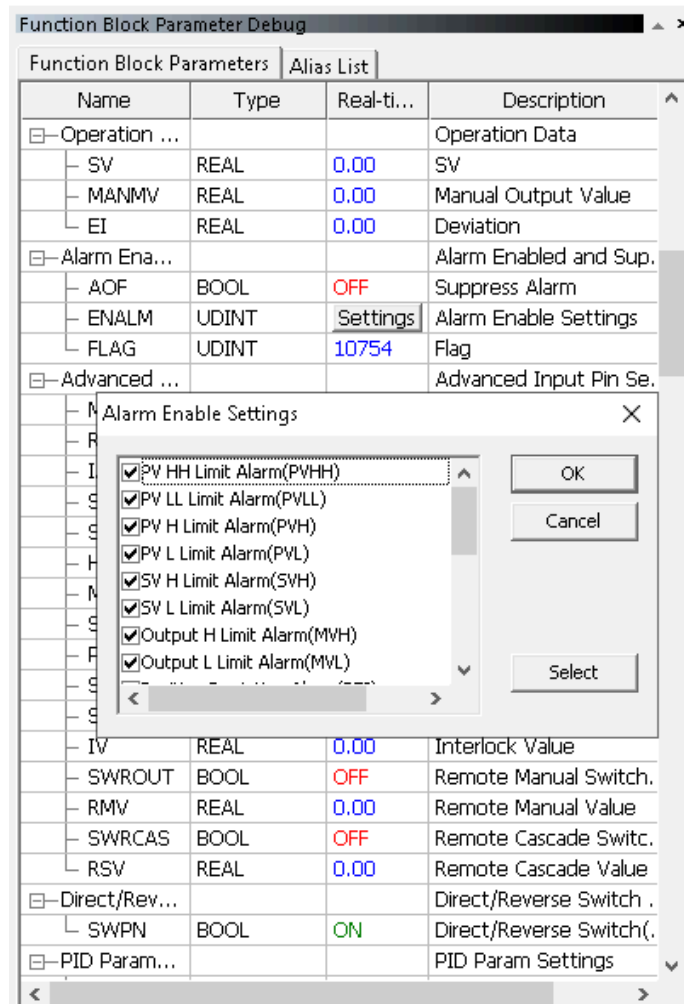 Function Block Parameter Debug
Function Block Parameters Alias List
Name Type Real-ti... Description
Operation ... Operation Data
SV REAL 0.00 SV
MANMV REAL 0.00 Manual Output Value
EI REAL 0.00 Deviation
Alarm Ena... Alarm Enabled and Sup.
AOF BOOL OFF Suppress Alarm
ENALM UDINT Settings Alarm Enable Settings
FLAG UDINT 10754 Flag
Advanced ... Advanced Input Pin Se.
Alarm Enable Settings
PV HH Limit Alarm(PVHH)
OK
PV LL Limit Alarm(PVLL)
PV H Limit Alarm(PVH)
Cancel
PV L Limit Alarm(PVL)
SV H Limit Alarm(SVH)
SV L Limit Alarm(SVL)
Output H Limit Alarm(MVH)
Output L Limit Alarm(MVL)
Select
IV REAL 0.00 Interlock Value
SWROUT BOOL OFF Remote Manual Switch.
RMV REAL 0.00 Remote Manual Value
SWRCAS BOOL OFF Remote Cascade Switc.
RSV REAL 0.00 Remote Cascade Value
Direct/Rev... Direct/Reverse Switch .
SWPN BOOL ON Direct/Reverse Switch(.
PID Param... PID Param Settings